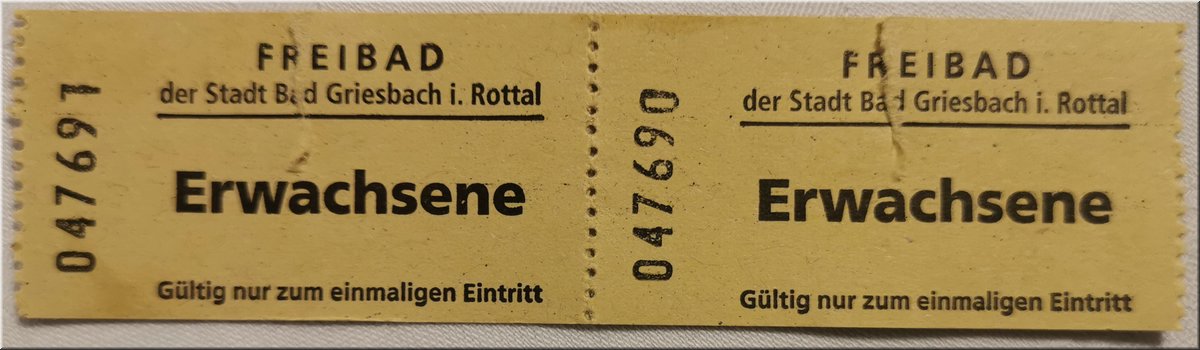 047691
FREIBAD
der Stadt Bad Griesbach i. Rottal
Erwachsene
Gültig nur zum einmaligen Eintritt
047690
FREIBAD
der Stadt Bad Griesbach i. Rottal
Erwachsene
Gültig nur zum einmaligen Eintritt